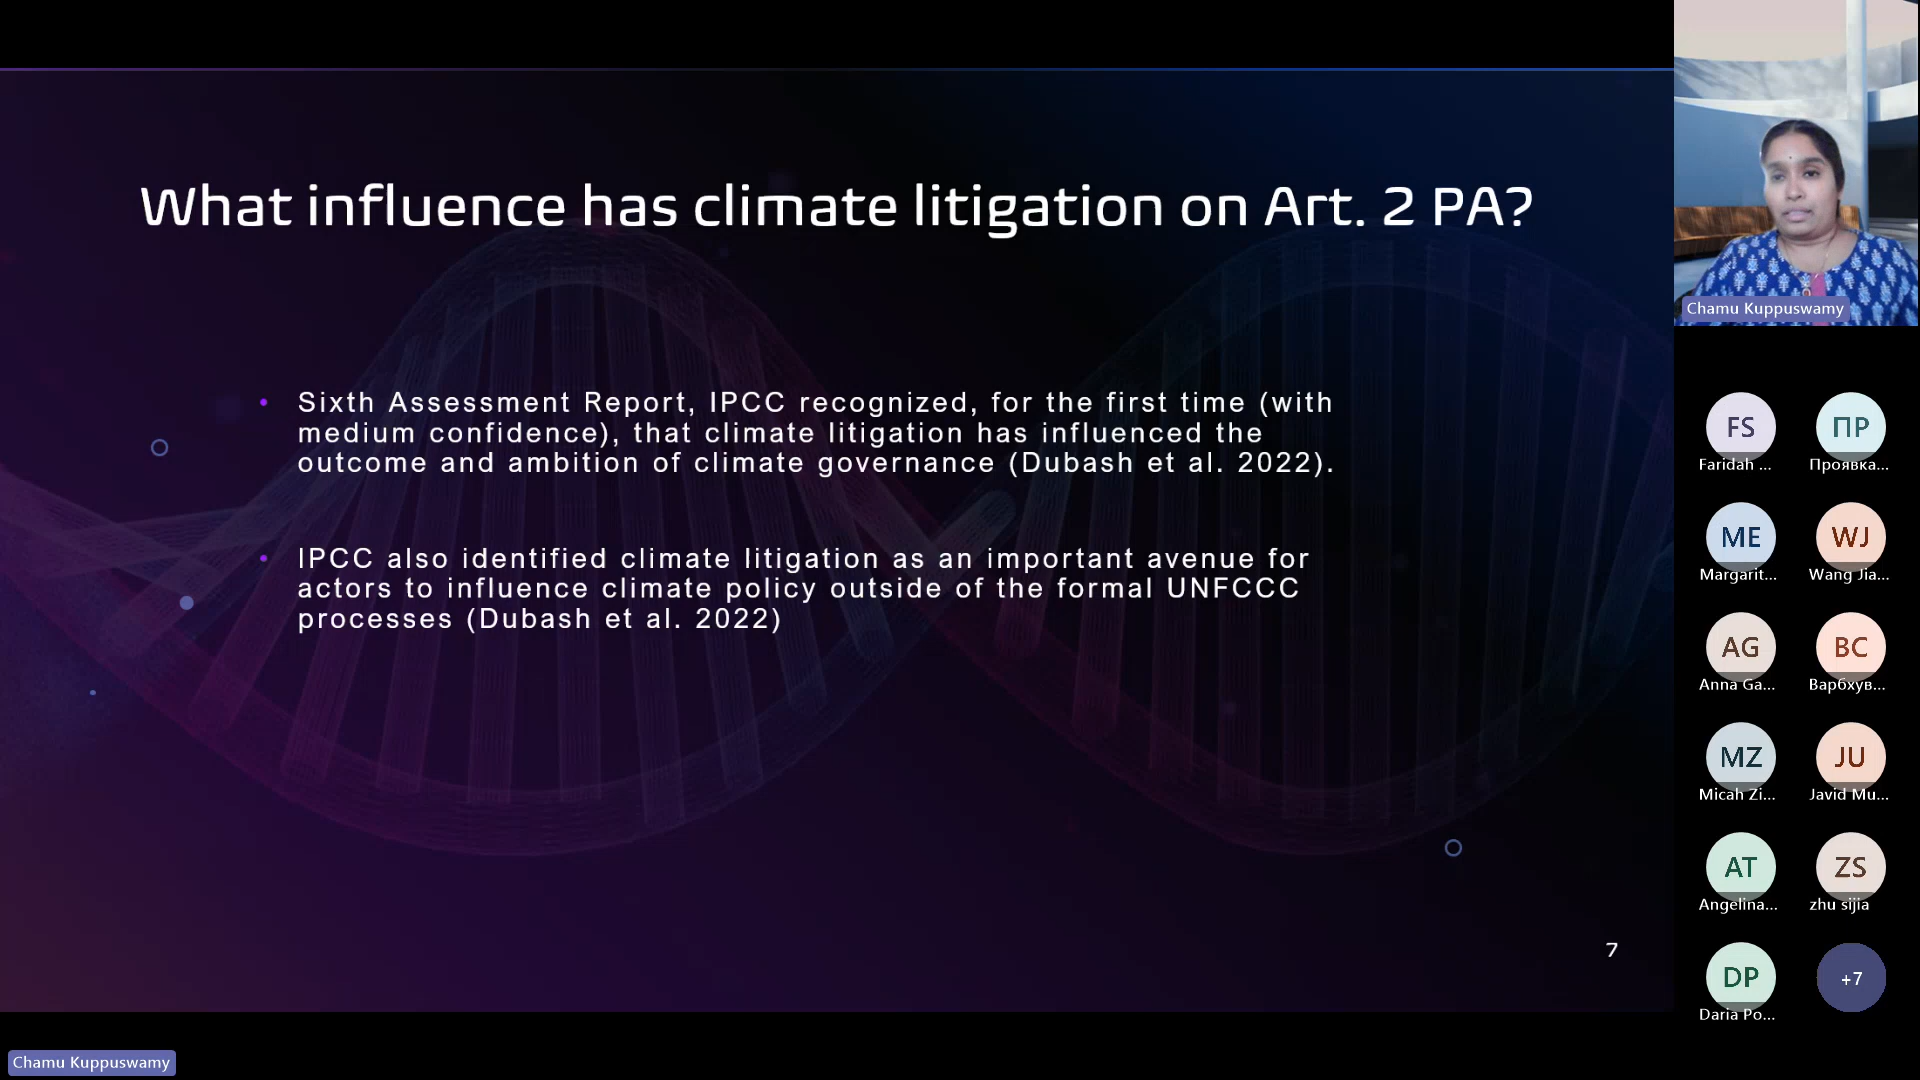 What influence has climate litigation on Art. 2 PA?
• Sixth Assessment Report, IPCC recognized, for the first time (with
medium confidence), that climate litigation has influenced the
outcome and ambition of climate governance (Dubash et al. 2022).
• IPCC also identified climate litigation as an important avenue for
actors to influence climate policy outside of the formal UNFCCC
processes (Dubash et al. 2022)
7
Chamu Kuppuswamy
Chamu Kuppuswamy
FS
Faridah ...
ПР
Проявка...
ME
Margarit...
WJ
Wang Jia...
AG
Anna Ga...
ВС
Варбхув...
MZ
Micah Zi...
JU
Javid Mu...
AT
Angelina...
ZS
zhu sijia
DP
Daria Po...
+7